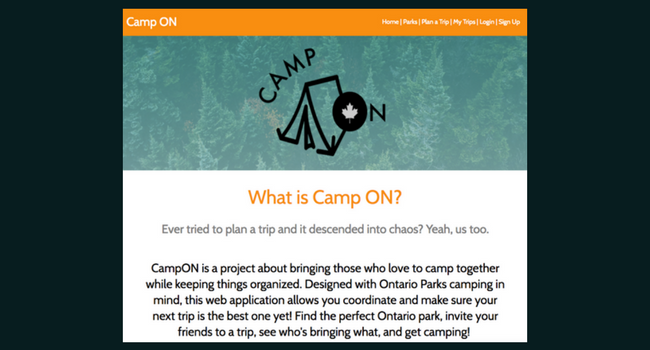 Camp ON
Home | Parks | Plan a Trip | My Trips | Login | Sign Up
CAMP
ON
What is Camp ON?
Ever tried to plan a trip and it descended into chaos? Yeah, us too.
CampON is a project about bringing those who love to camp together
while keeping things organized. Designed with Ontario Parks camping in
mind, this web application allows you coordinate and make sure your
next trip is the best one yet! Find the perfect Ontario park, invite your
friends to a trip, see who's bringing what, and get camping!